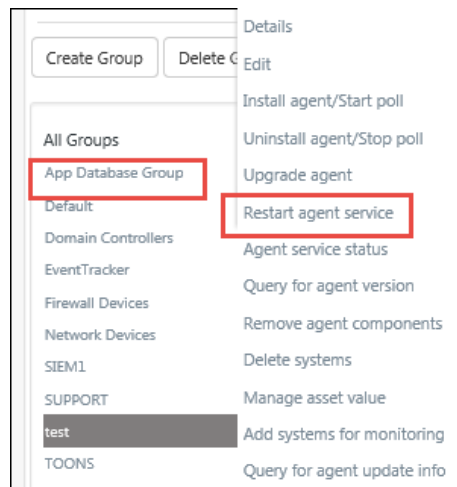 Create Group
Delete G
All Groups
App Database Group
Default
Domain Controllers
EventTracker
Firewall Devices
Network Devices
SIEM1
SUPPORT
test
TOONS
Details
Edit
Install agent/Start poll
Uninstall agent/Stop poll
Upgrade agent
Restart agent service
Agent service status
Query for agent version
Remove agent components
Delete systems
Manage asset value
Add systems for monitoring
Query for agent update info